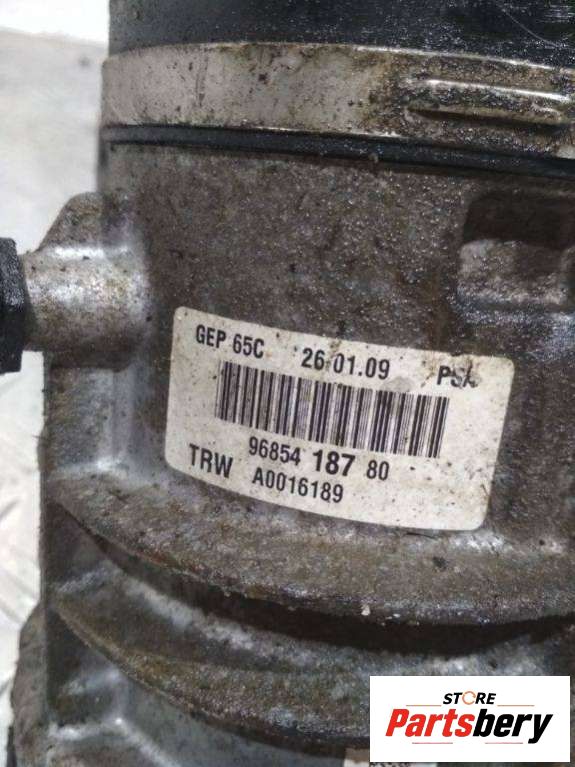 GEP 65C 26.01.09 PSA
96854 187 80
TRW A0016189
STORE
Partsbery